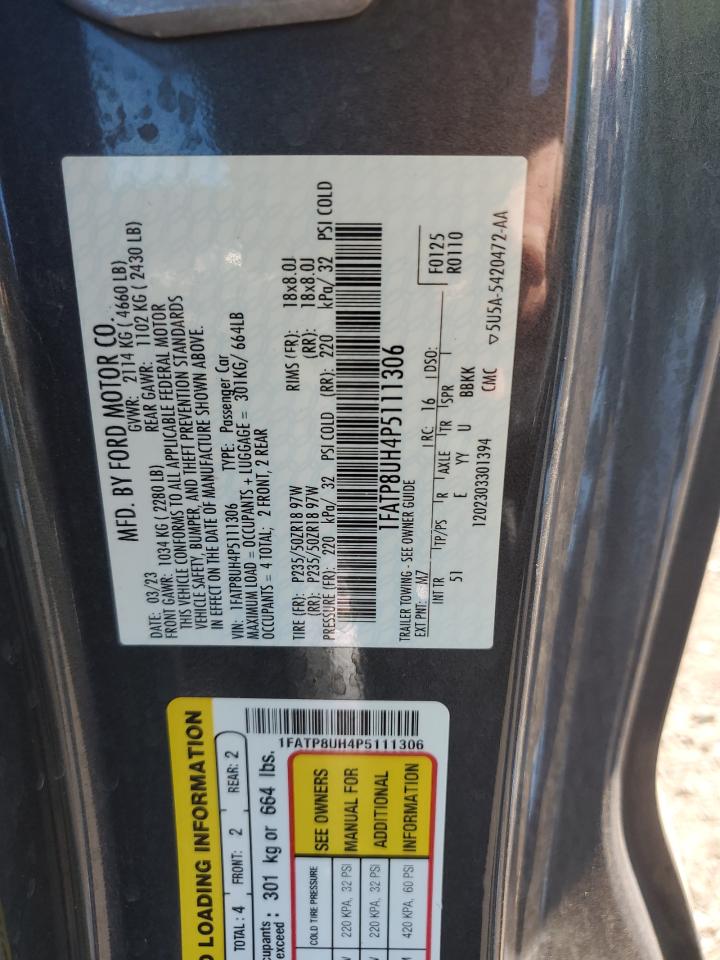 MFD. BY FORD MOTOR CO.
DATE: 03/23 GVWR: 2114 KG ( 4660 LB)
FRONT GAWR: 1034 KG ( 2280 LB) REAR GAWR: 1102 KG ( 2430 LB)
THIS VEHICLE CONFORMS TO ALL APPLICABLE FEDERAL MOTOR
VEHICLE SAFETY, BUMPER, AND THEFT PREVENTION STANDARDS
IN EFFECT ON THE DATE OF MANUFACTURE SHOWN ABOVE.
VIN: 1FATP8UH4P5111306 TYPE: Passenger Car
MAXIMUM LOAD = OCCUPANTS + LUGGAGE = 301KG/ 664LB
OCCUPANTS = 4 TOTAL; 2 FRONT, 2 REAR
TIRE (FR): P235/50ZR18 97W RIMS (FR): 18x8.0J
(RR): P235/50ZR18 97W (RR): 18x8.0J
PRESSURE (FR): 220 kPa/ 32 PSI COLD (RR): 220 kPa/ 32 PSI COLD
1FATP8UH4P5111306
TRAILER TOWING - SEE OWNER GUIDE
EXT PNT: M7 RC: 16 DSO: F0125
R0110
INT TR TP/PS R AXLE TR SPR
51 E YY U BBKK
1202303301394 CMC ▽5U5A-5420472-AA
LOADING INFORMATION
TOTAL: 4 FRONT: 2 REAR: 2
301 kg or 664 lbs.
exceed
1FATP8UH4P5111306
COLD TIRE PRESSURE
220 KPA, 32 PSI
220 KPA, 32 PSI
420 KPA, 60 PSI
SEE OWNERS
MANUAL FOR
ADDITIONAL
INFORMATION